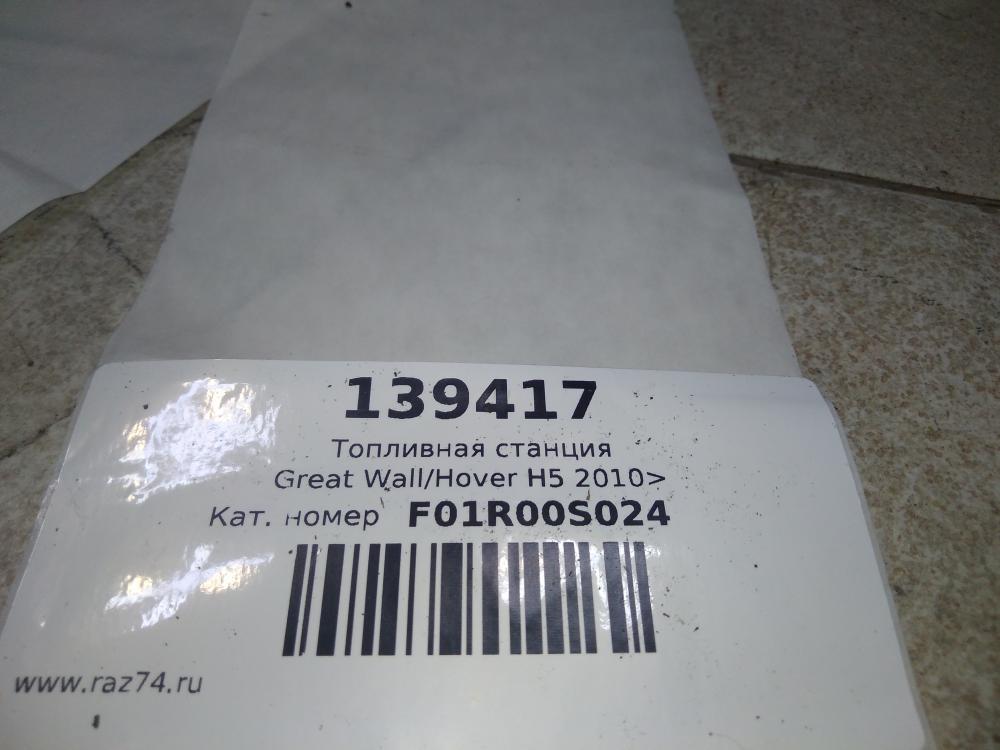 139417
Топливная станция
Great Wall/Hover H5 2010>
Кат. номер F01R00S024
www.raz74.ru